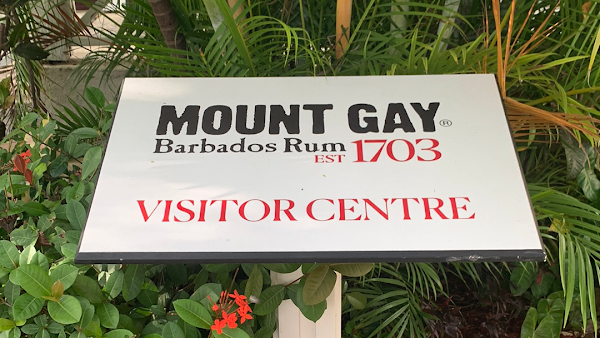 MOUNT GAY®
Barbados Rum
EST 1703
VISITOR CENTRE